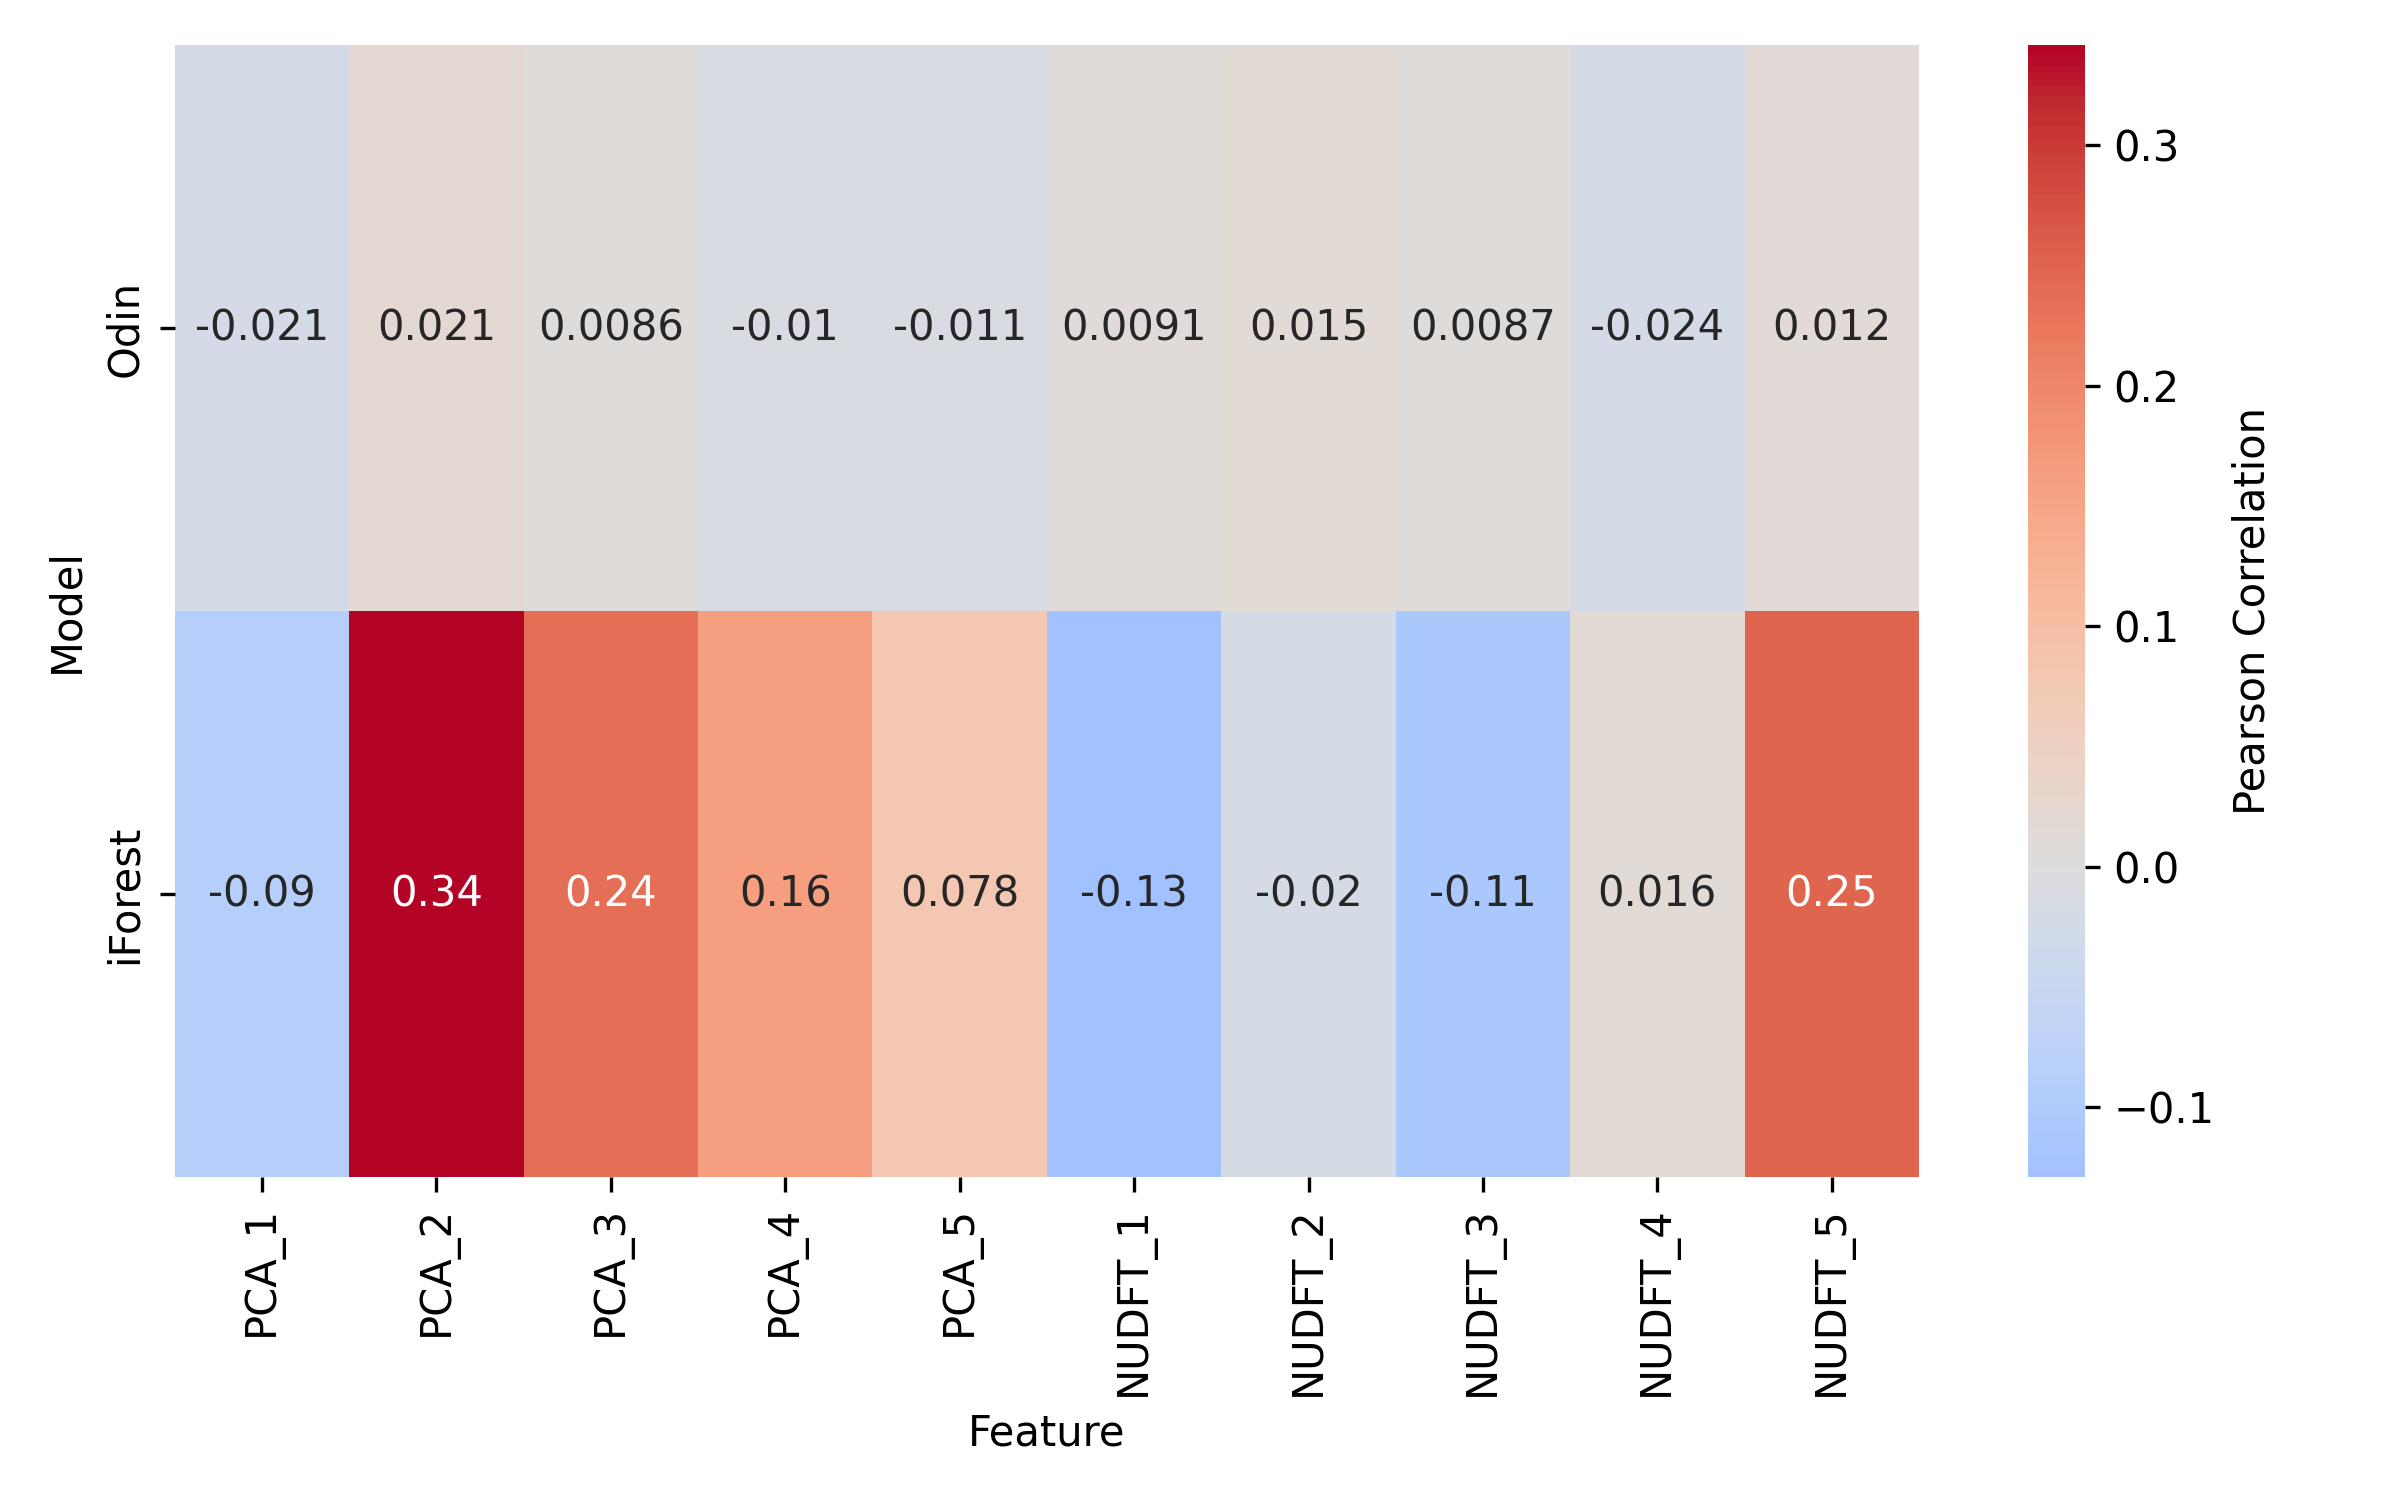 Model
Odin
-0.021 0.021 0.0086 -0.01 -0.011 0.0091 0.015 0.0087 -0.024 0.012
iForest
-0.09 0.34 0.24 0.16 0.078 -0.13 -0.02 -0.11 0.016 0.25
PCA_1 PCA_2 PCA_3 PCA_4 PCA_5 NUDFT_1 NUDFT_2 NUDFT_3 NUDFT_4 NUDFT_5
Feature
0.3
0.2
0.1
0.0
−0.1
Pearson Correlation